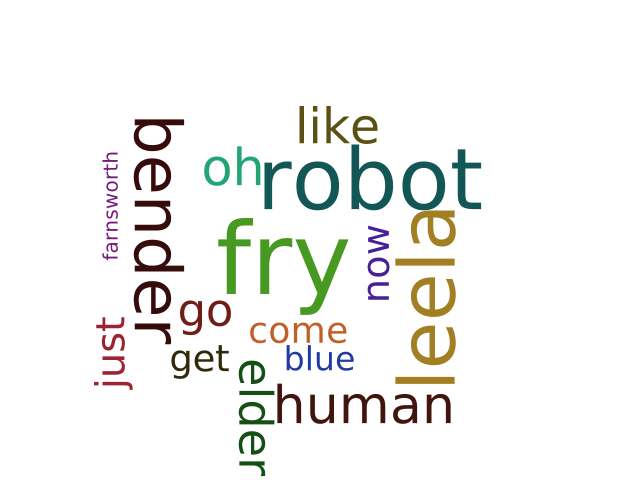 like
bender
oh
robot
farnsworth
fry
leela
now
go
just
come
get
blue
elder
human